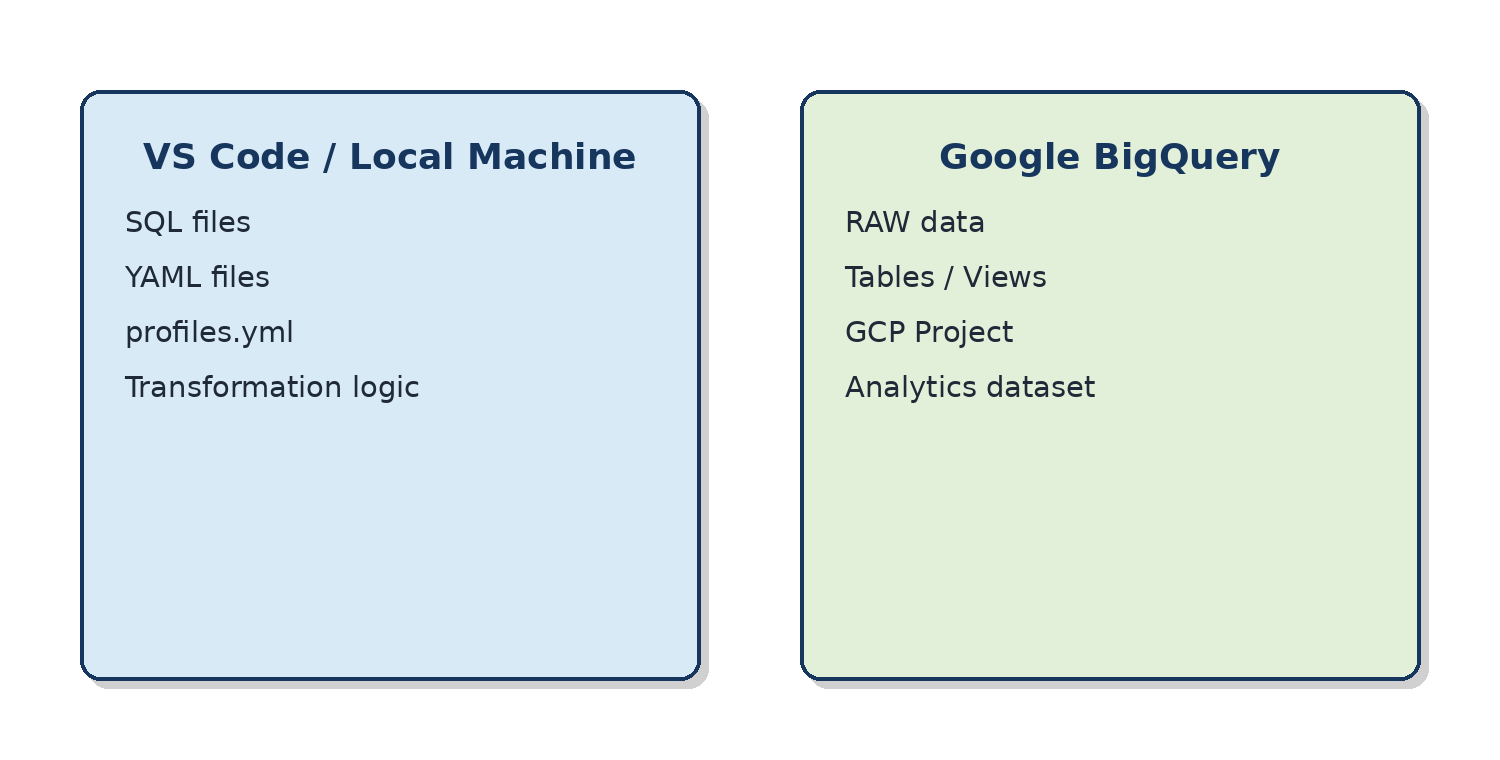 VS Code / Local Machine
SQL files
YAML files
profiles.yml
Transformation logic
Google BigQuery
RAW data
Tables / Views
GCP Project
Analytics dataset